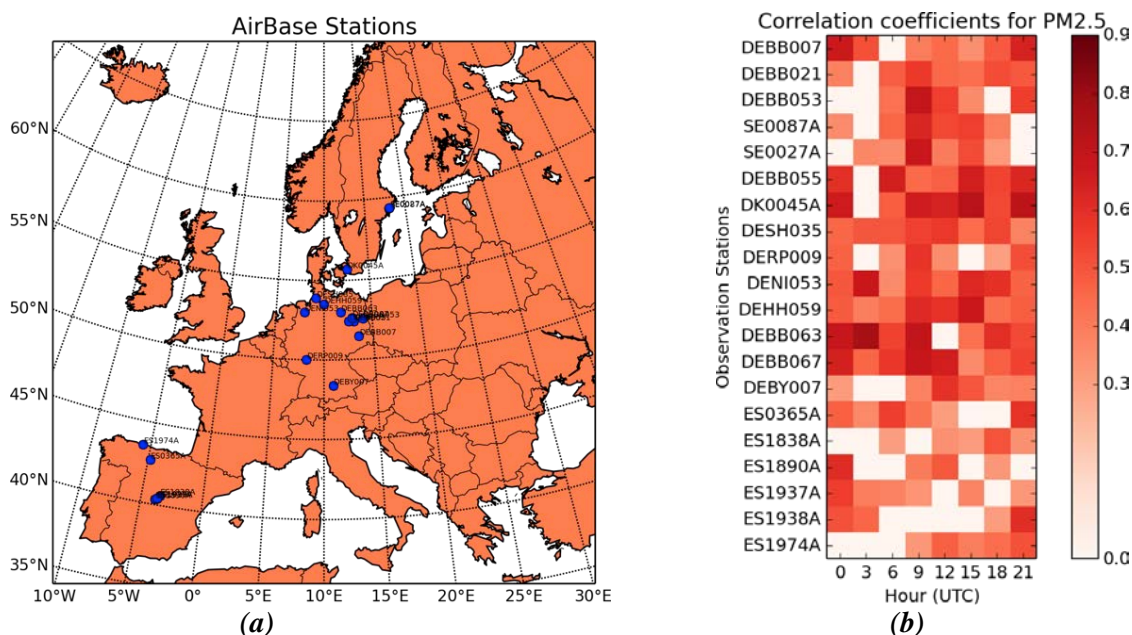 AirBase Stations
60°N
55°N
50°N
45°N
40°N
35°N
10°W
5°W
0°E
5°E
10°E
15°E
20°E
25°E
30°E
DK0045A
DEHH059
DERP009
DEBB007
DEBY007
ES1974A
ES0365A
(a)
Correlation coefficients for PM2.5
Observation Stations
DEBB007
DEBB021
DEBB053
SE0087A
SE0027A
DEBB055
DK0045A
DESH035
DERP009
DENI053
DEHH059
DEBB063
DEBB067
DEBY007
ES0365A
ES1838A
ES1890A
ES1937A
ES1938A
ES1974A
0 3 6 9 12 15 18 21
Hour (UTC)
0.9
0.8
0.7
0.6
0.5
0.4
0.3
0.0
(b)